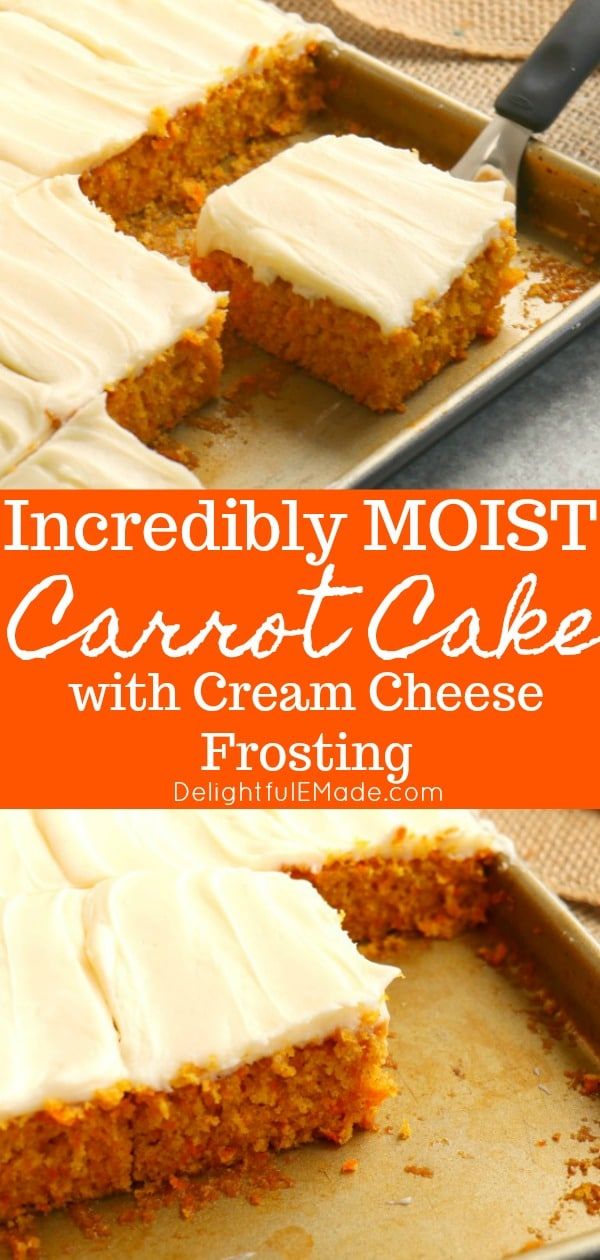 Incredibly MOIST
Carrot Cake
with Cream Cheese
Frosting
DelightfulEMade.com